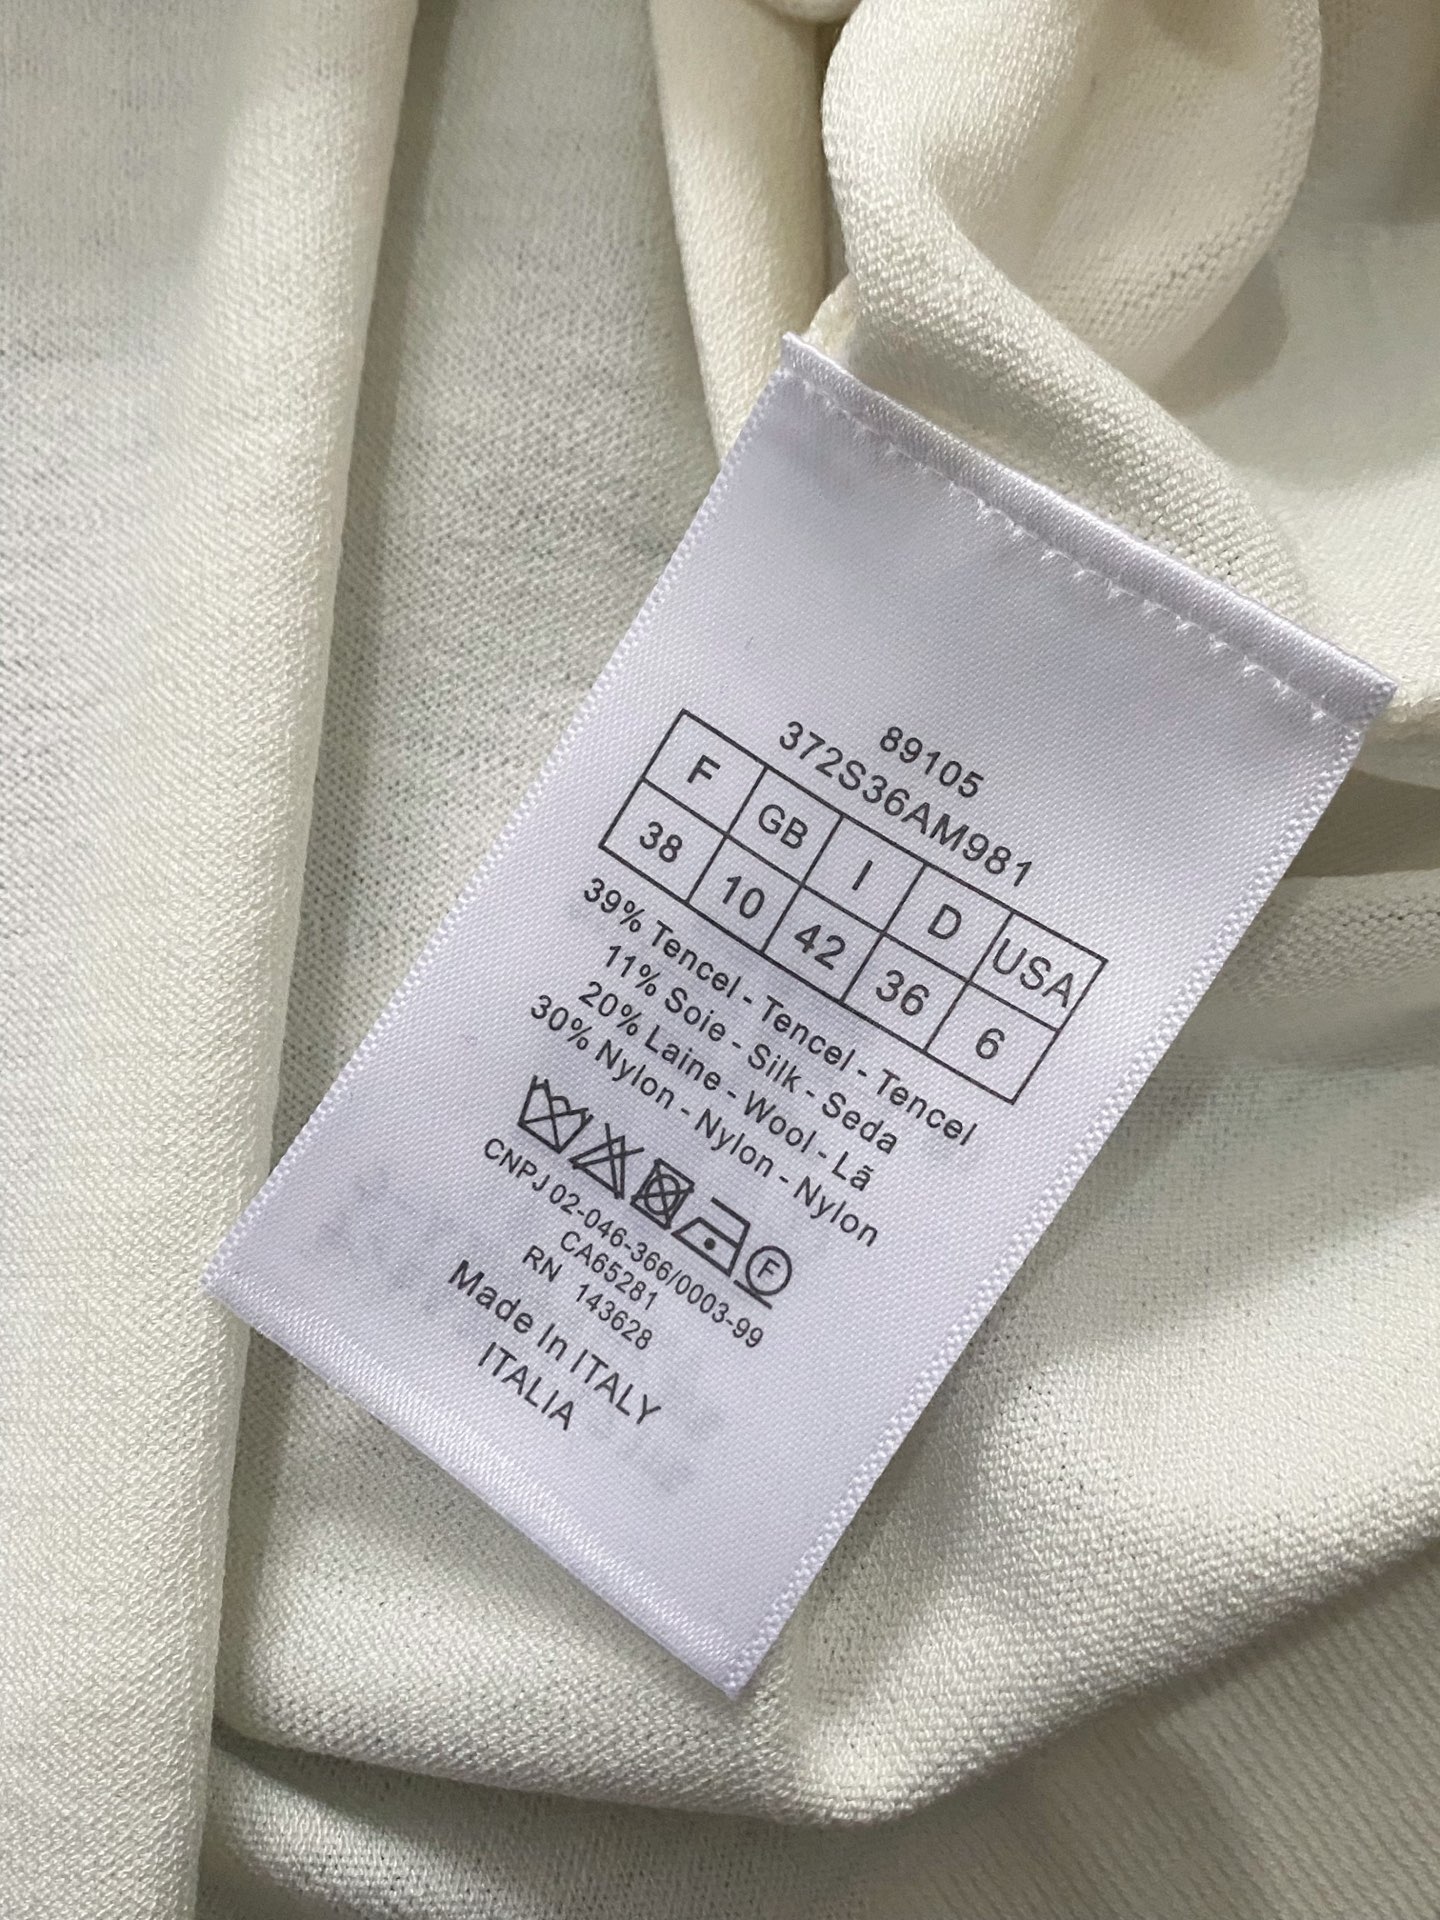 89105
372S36AM981
F GB I D USA
38 10 42 36 6
39% Tencel - Tencel - Tencel
11% Soie - Silk - Seda
20% Laine - Wool - Lã
30% Nylon - Nylon - Nylon
F
CNPJ 02-046-366/0003-99
CA65281
RN 143628
Made In ITALY
ITALIA